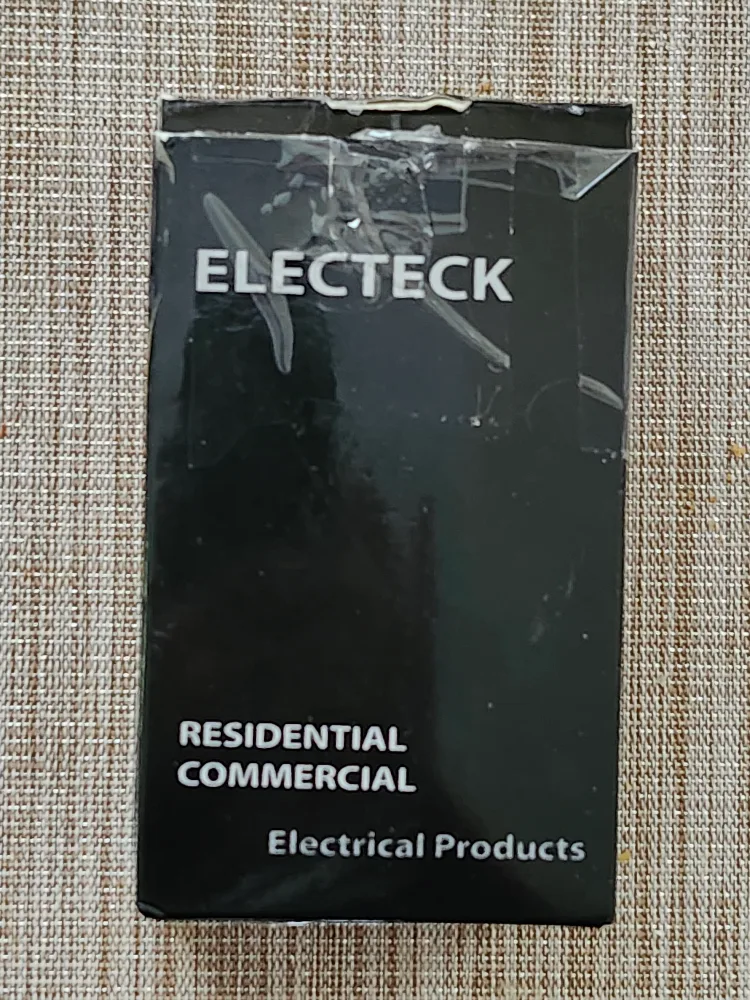 ELECTECK
RESIDENTIAL
COMMERCIAL
Electrical Products